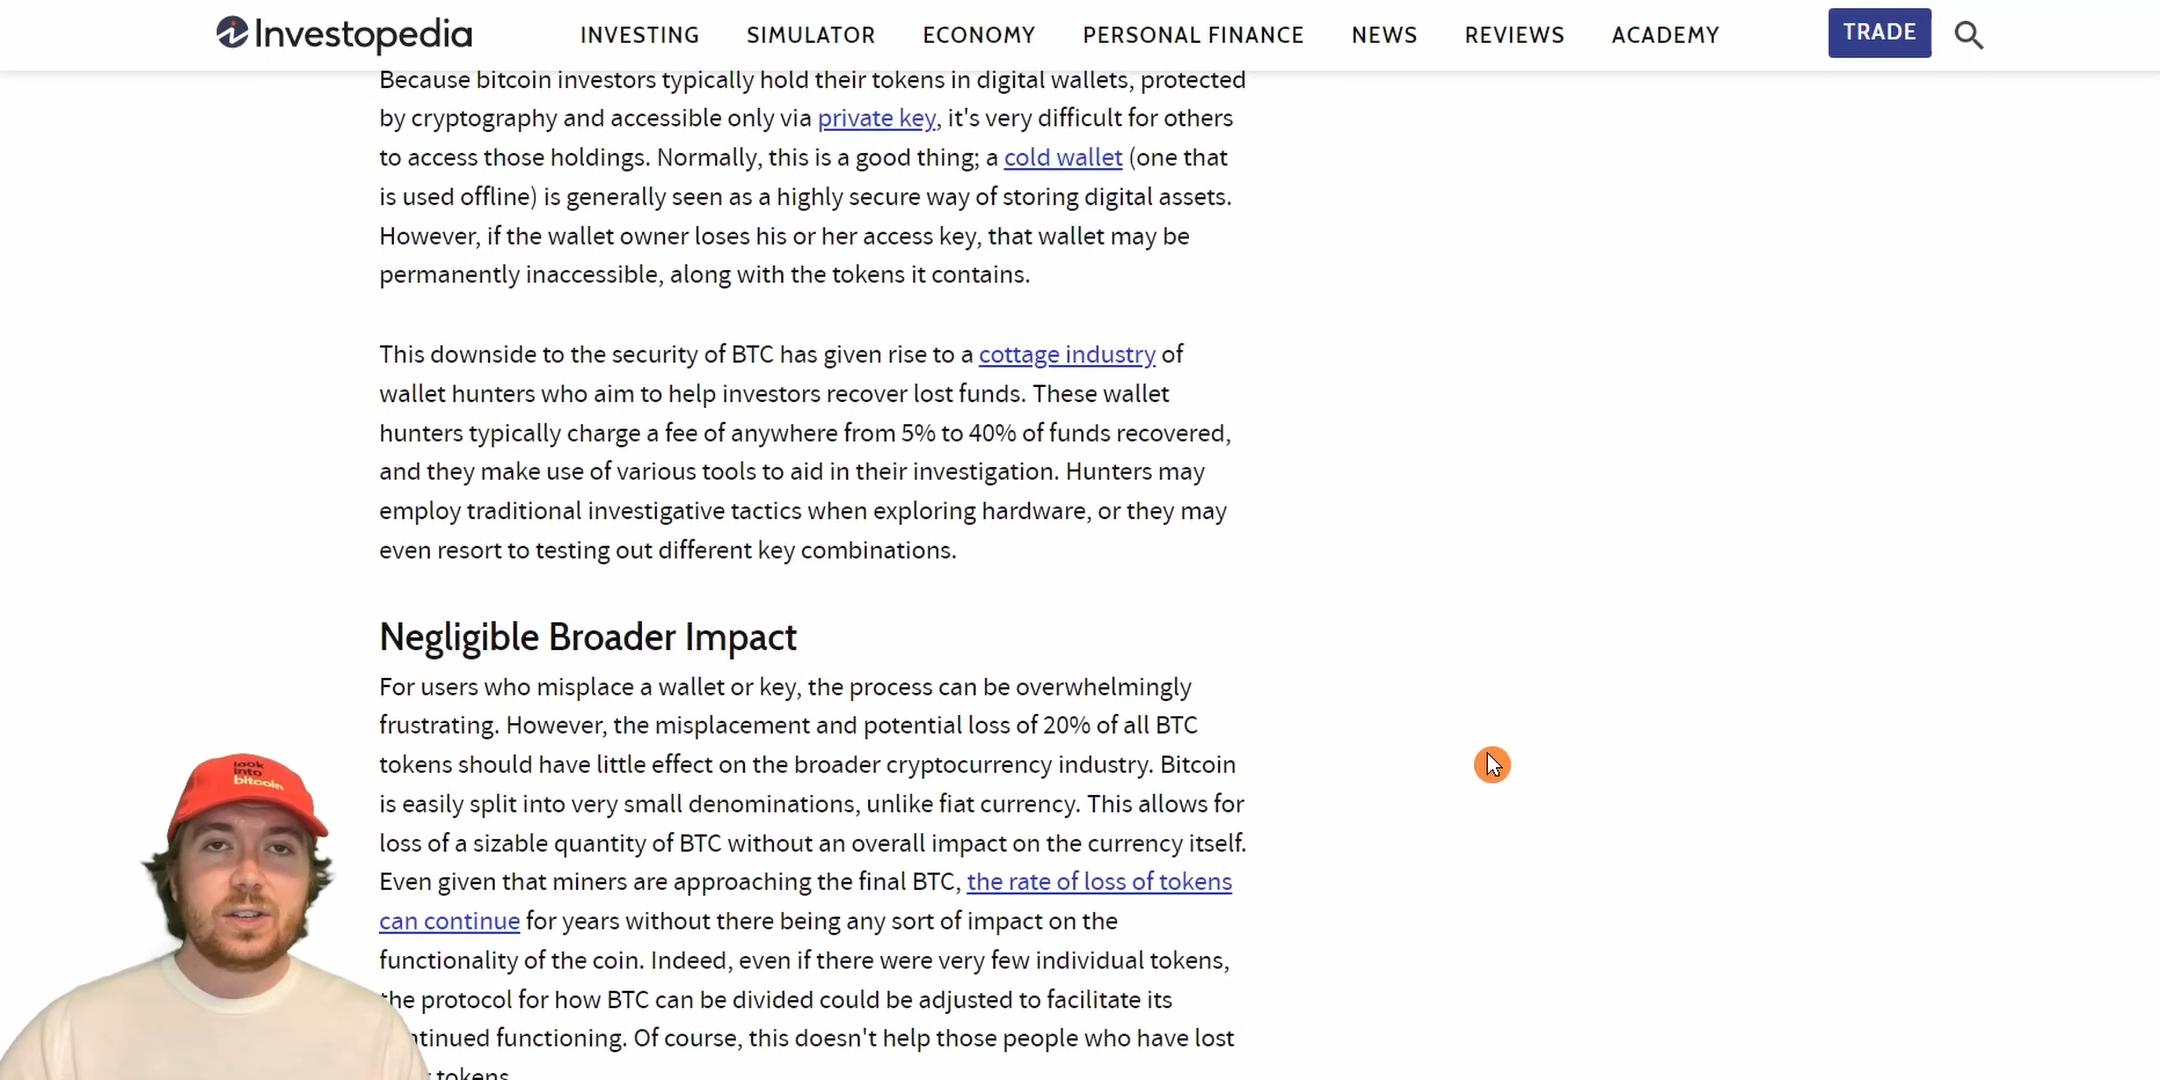 Investopedia
INVESTING SIMULATOR ECONOMY PERSONAL FINANCE NEWS REVIEWS ACADEMY TRADE
Because bitcoin investors typically hold their tokens in digital wallets, protected
by cryptography and accessible only via private key, it's very difficult for others
to access those holdings. Normally, this is a good thing; a cold wallet (one that
is used offline) is generally seen as a highly secure way of storing digital assets.
However, if the wallet owner loses his or her access key, that wallet may be
permanently inaccessible, along with the tokens it contains.
This downside to the security of BTC has given rise to a cottage industry of
wallet hunters who aim to help investors recover lost funds. These wallet
hunters typically charge a fee of anywhere from 5% to 40% of funds recovered,
and they make use of various tools to aid in their investigation. Hunters may
employ traditional investigative tactics when exploring hardware, or they may
even resort to testing out different key combinations.
Negligible Broader Impact
For users who misplace a wallet or key, the process can be overwhelmingly
frustrating. However, the misplacement and potential loss of 20% of all BTC
tokens should have little effect on the broader cryptocurrency industry. Bitcoin
is easily split into very small denominations, unlike fiat currency. This allows for
loss of a sizable quantity of BTC without an overall impact on the currency itself.
Even given that miners are approaching the final BTC, the rate of loss of tokens
can continue for years without there being any sort of impact on the
functionality of the coin. Indeed, even if there were very few individual tokens,
the protocol for how BTC can be divided could be adjusted to facilitate its
functioning. Of course, this doesn't help those people who have lost
tokens.
look
into
bitcoin